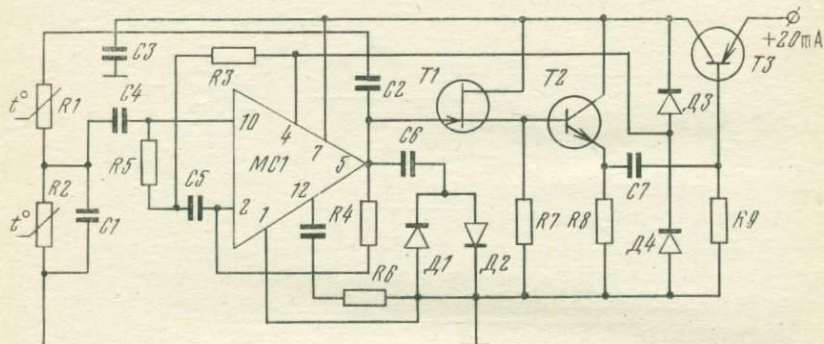 +20mA
C3
R3
C2
T1
T2
T3
t°
R1
C4
10
4
7
MC1
5
C6
Д3
R5
C5
12
R2
t°
C1
2
1
R4
R7
R8
C7
R9
Д1
Д2
Д4
R6